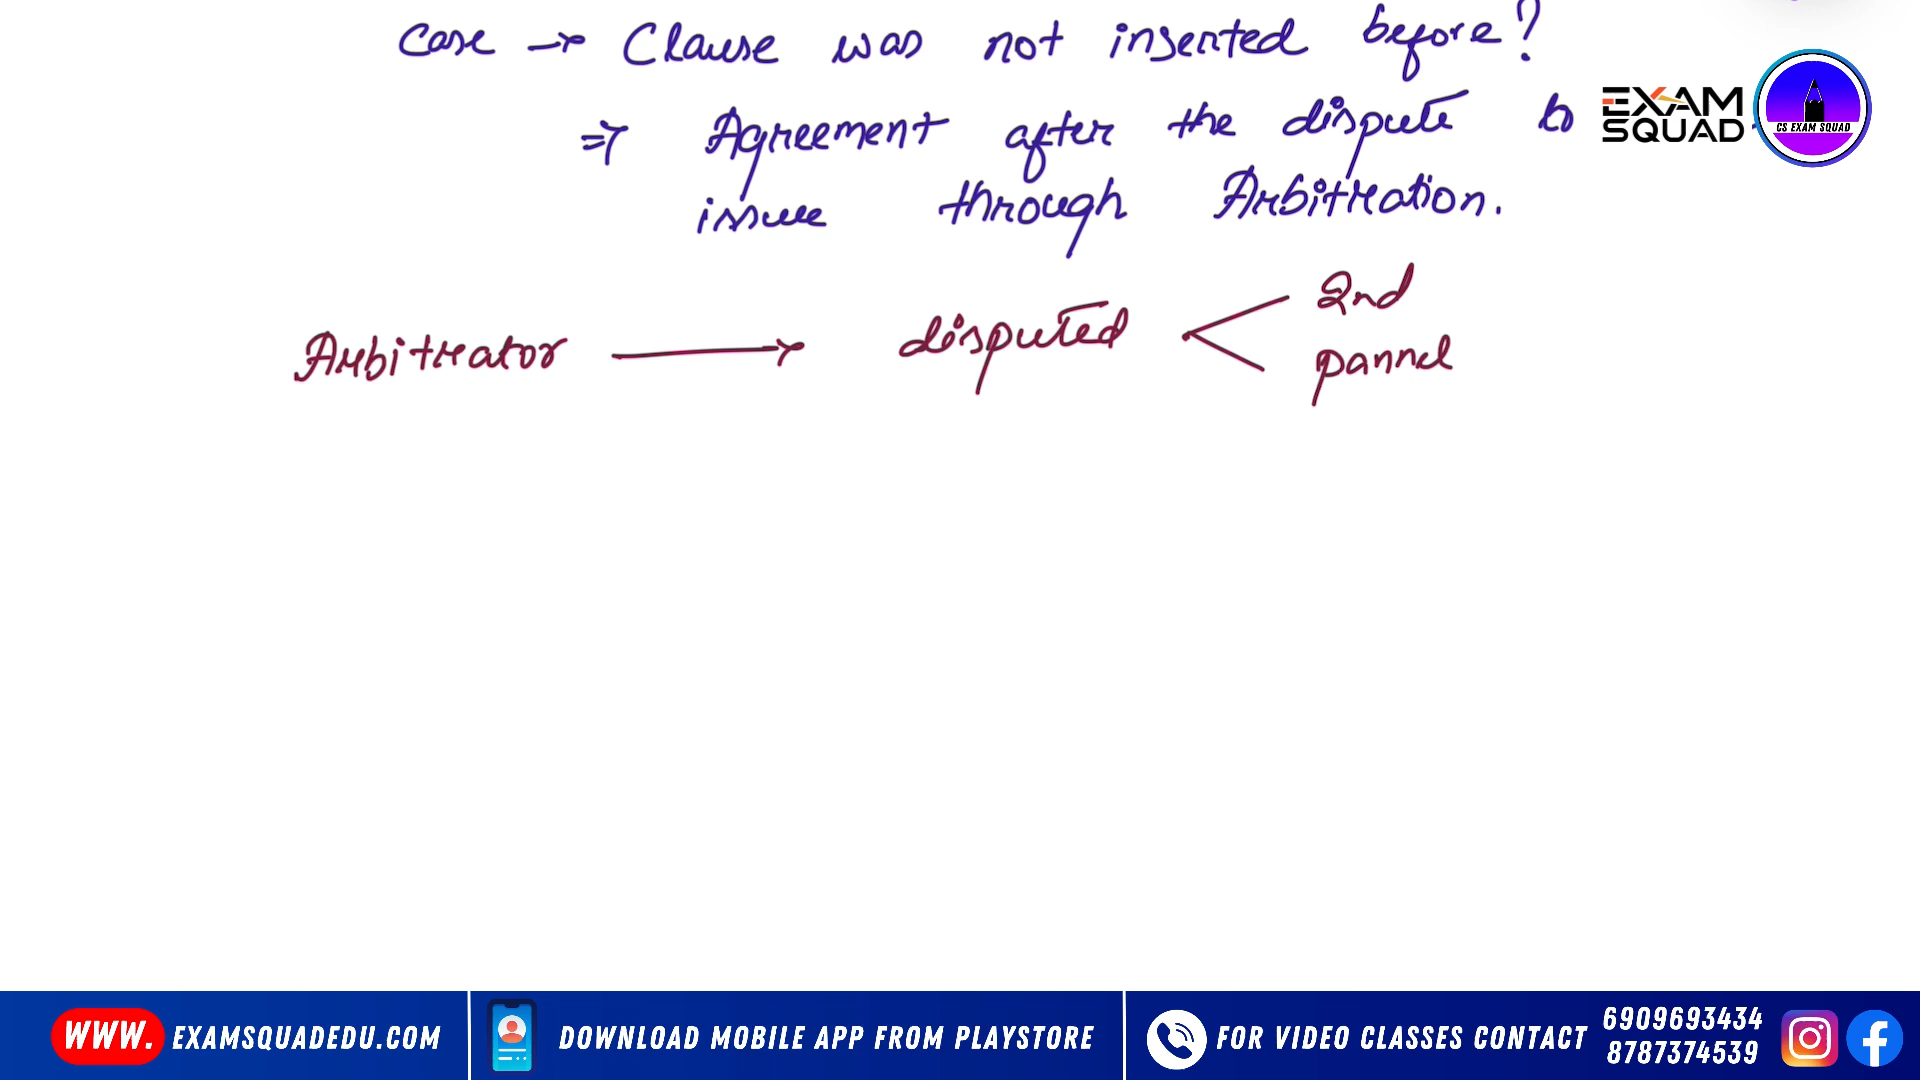 Case → Clause was not inserted before?
⇒ Agreement after the dispute to
issue through Arbitration.
Arbitrator → disputed < 2nd
pannel
EXAM
SQUAD
CS EXAM SQUAD
WWW. EXAMSQUADEDU.COM
DOWNLOAD MOBILE APP FROM PLAYSTORE
FOR VIDEO CLASSES CONTACT
6909693434
8787374539